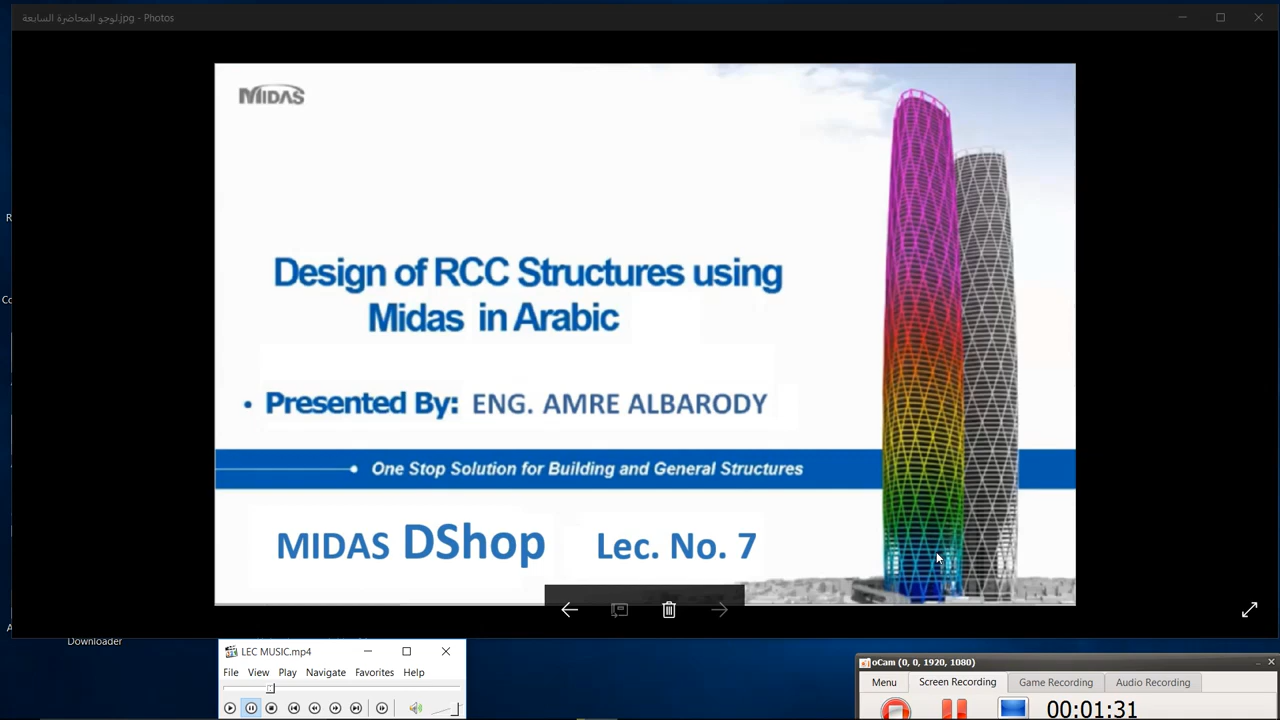 لوجو المحاضرة السابعة.jpg - Photos
MIDAS
Design of RCC Structures using
Midas in Arabic
• Presented By: ENG. AMRE ALBARODY
One Stop Solution for Building and General Structures
MIDAS DShop Lec. No. 7
Downloader
LEC MUSIC.mp4
File View Play Navigate Favorites Help
oCam (0, 0, 1920, 1080)
Menu Screen Recording Game Recording Audio Recording
00:01:31